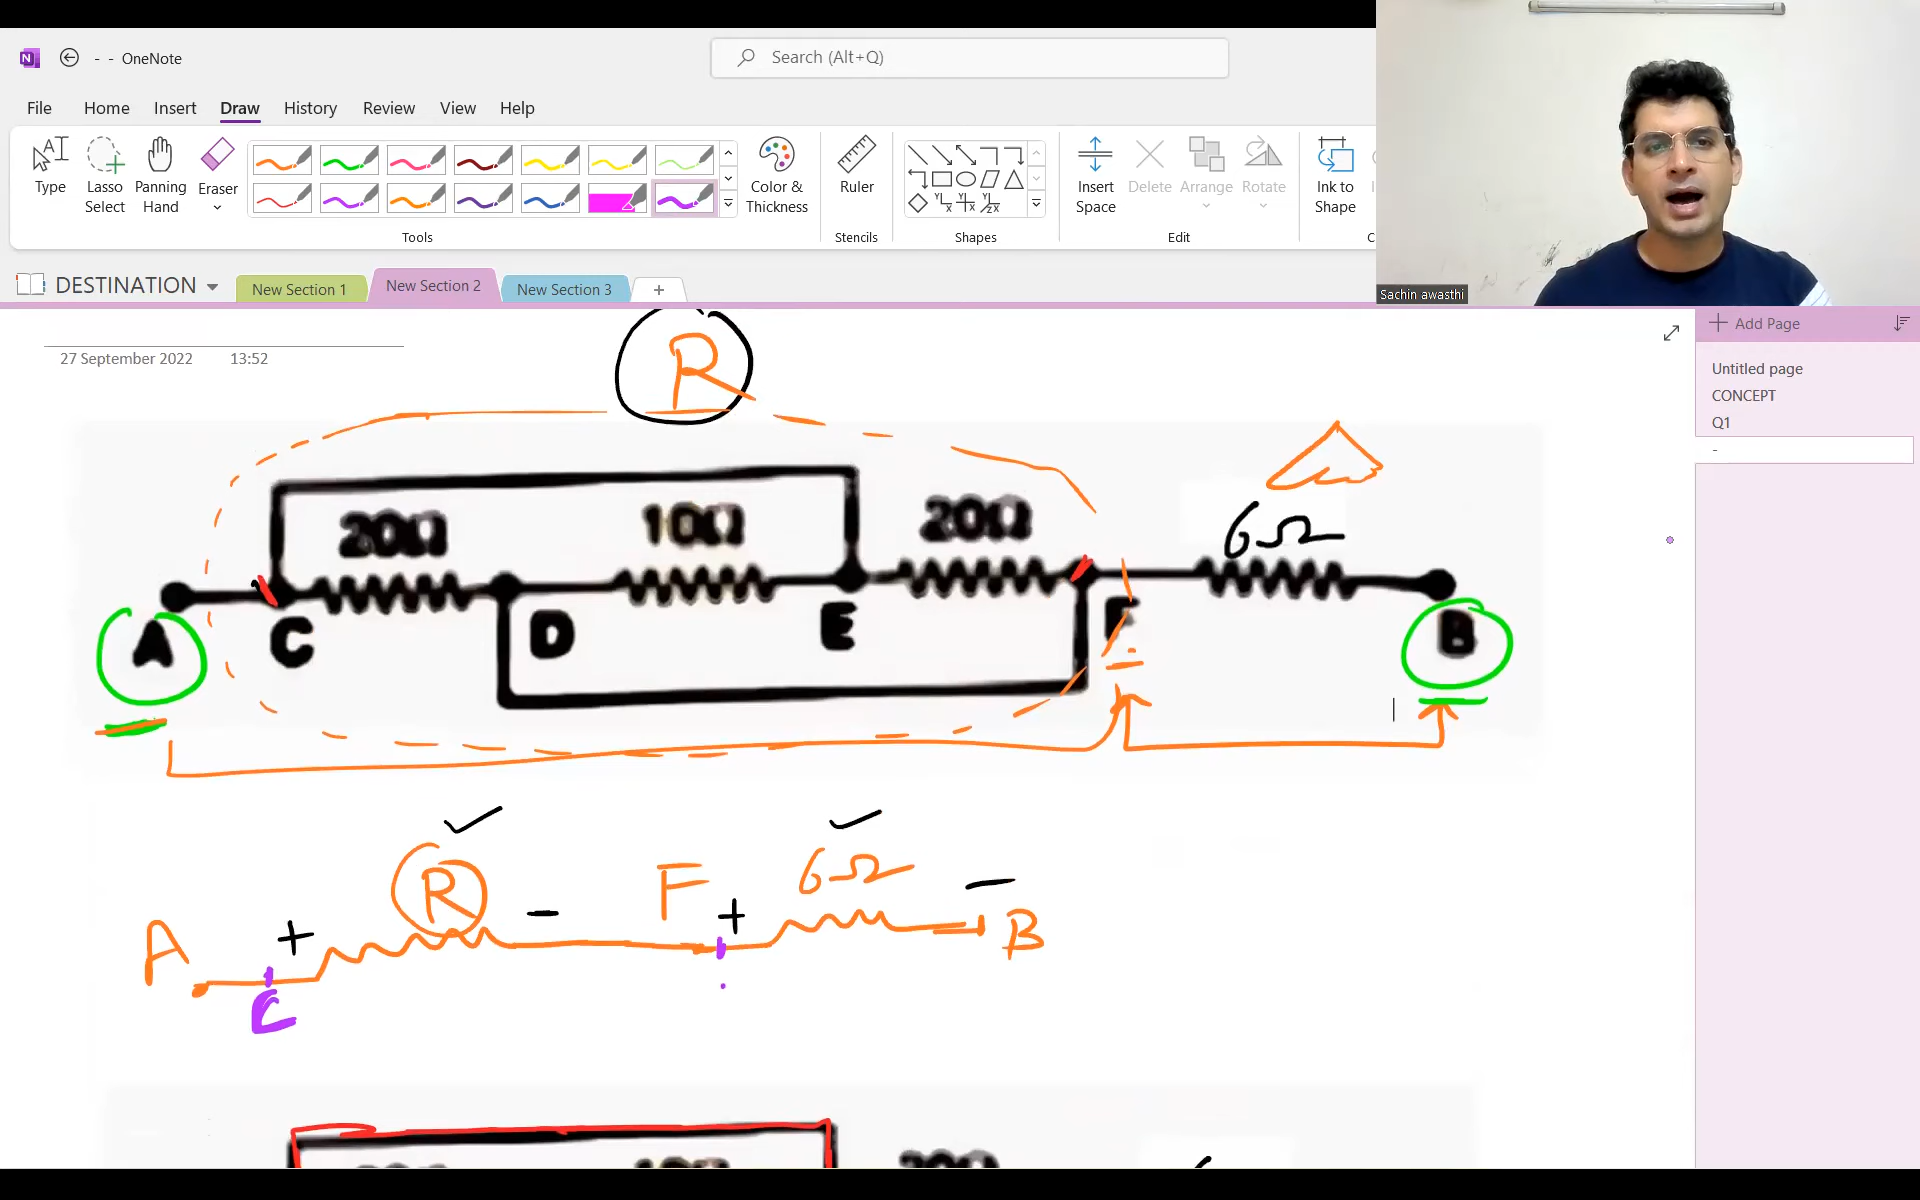 - - OneNote
Search (Alt+Q)
File Home Insert Draw History Review View Help
Type
Lasso Select
Panning Hand
Eraser
Color & Thickness
Ruler
Insert Space
Delete
Arrange
Rotate
Ink to Shape
Tools
Stencils
Shapes
Edit
Sachin awasthi
DESTINATION
New Section 1
New Section 2
New Section 3
+
Add Page
Untitled page
CONCEPT
Q1
-
27 September 2022 13:52
R
20Ω 10Ω 20Ω 6Ω
A C D E F B
R F 6Ω
A + - + - B
C